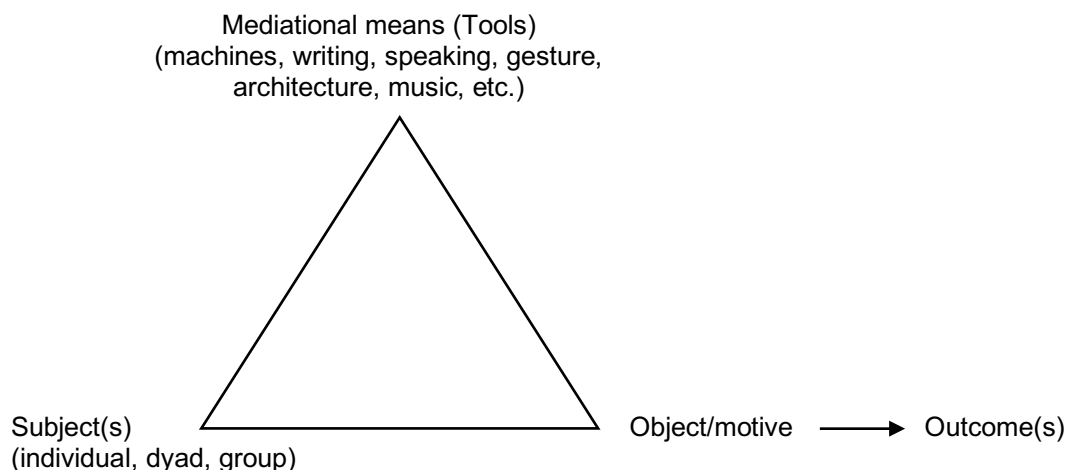 Mediational means (Tools)
(machines, writing, speaking, gesture,
architecture, music, etc.)
Subject(s)
(individual, dyad, group)
Object/motive
Outcome(s)